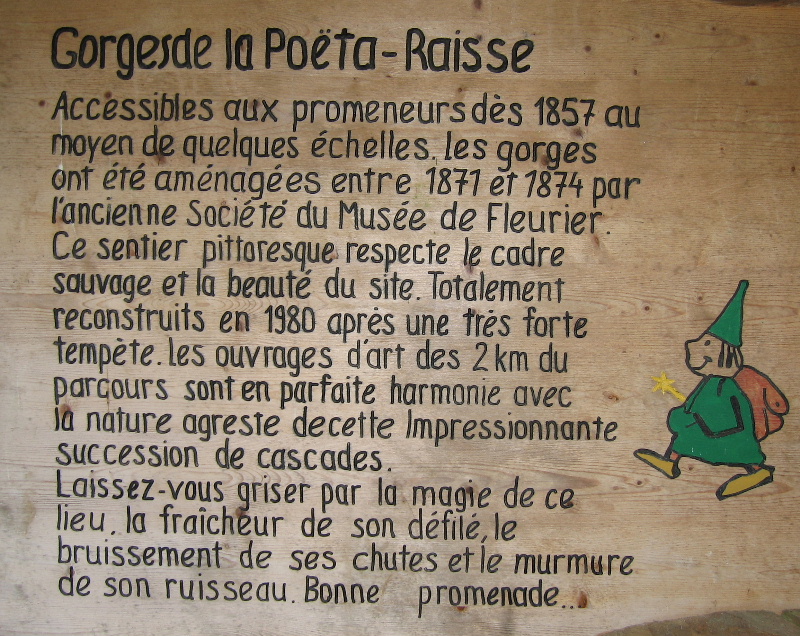 Gorges de la Poëta-Raisse
Accessibles aux promeneurs dès 1857 au
moyen de quelques échelles, les gorges
ont été aménagées entre 1871 et 1874 par
l'ancienne Société du Musée de Fleurier.
Ce sentier pittoresque respecte le cadre
sauvage et la beauté du site. Totalement
reconstruits en 1980 après une très forte
tempête. les ouvrages d'art des 2 km du
parcours sont en parfaite harmonie avec
la nature agreste de cette Impressionnante
succession de cascades.
Laissez-vous griser par la magie de ce
lieu, la fraîcheur de son défilé, le
bruissement de ses chutes et le murmure
de son ruisseau. Bonne promenade...